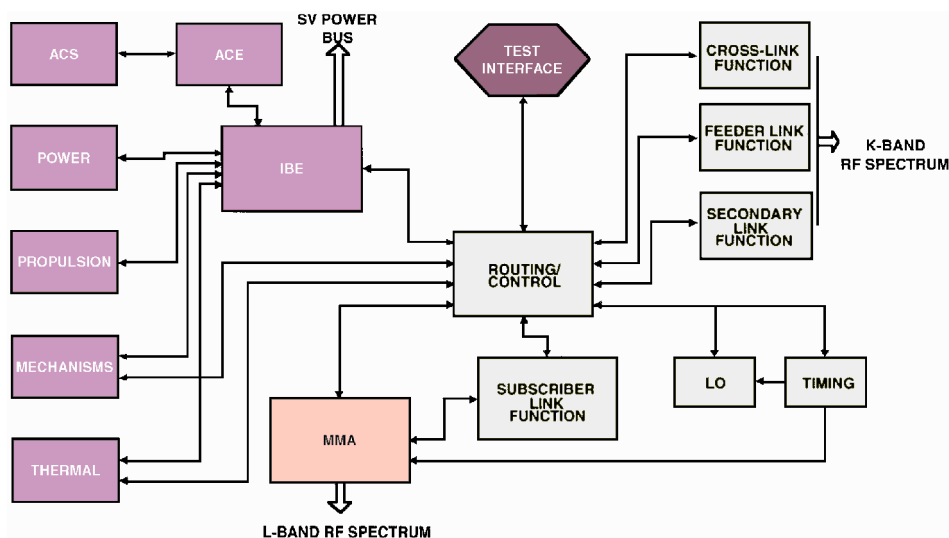 SV POWER
BUS
ACS
ACE
TEST
INTERFACE
CROSS-LINK
FUNCTION
POWER
IBE
FEEDER LINK
FUNCTION
K-BAND
RF SPECTRUM
PROPULSION
SECONDARY
LINK
FUNCTION
ROUTING/
CONTROL
MECHANISMS
SUBSCRIBER
LINK
FUNCTION
LO
TIMING
MMA
THERMAL
L-BAND RF SPECTRUM